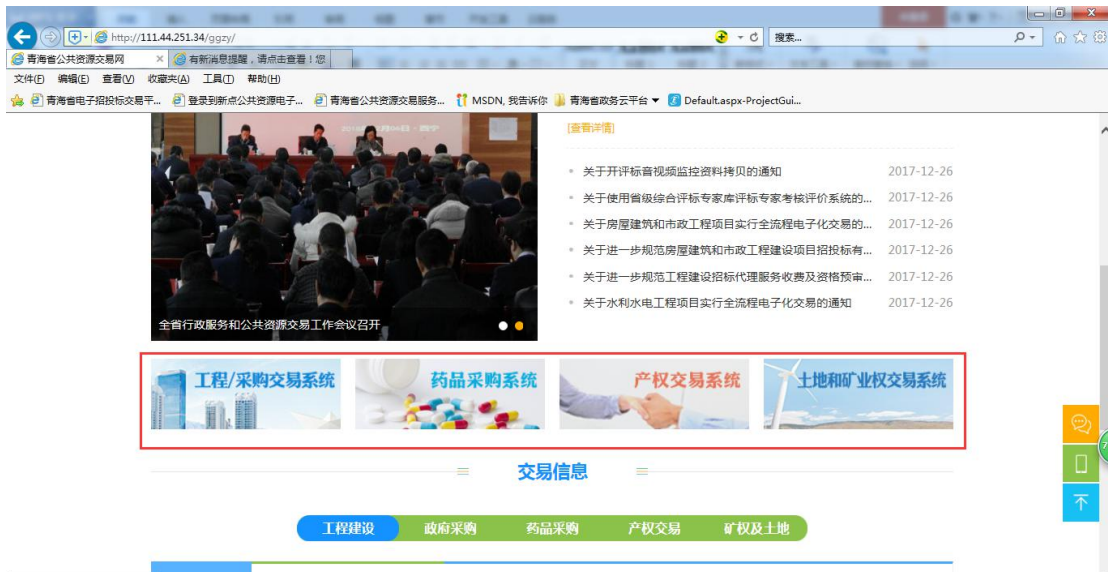 http://111.44.251.34/ggzy/
搜索...
青海省公共资源交易网
有新消息提醒，请点击查看！您
文件(F) 编辑(E) 查看(V) 收藏夹(A) 工具(T) 帮助(H)
青海省电子招投标交易平... 登录到新点公共资源电子... 青海省公共资源交易服务... MSDN, 我告诉你 青海省政务云平台 Default.aspx-ProjectGui...
[查看详情]
关于开评标音视频监控资料拷贝的通知 2017-12-26
关于使用省级综合评标专家库评标专家考核评价系统的... 2017-12-26
关于房屋建筑和市政工程项目实行全流程电子化交易的... 2017-12-26
关于进一步规范房屋建筑和市政工程建设项目招投标有... 2017-12-26
关于进一步规范工程建设招标代理服务收费及资格预审... 2017-12-26
关于水利水电工程项目实行全流程电子化交易的通知 2017-12-26
全省行政服务和公共资源交易工作会议召开
工程/采购交易系统 药品采购系统 产权交易系统 土地和矿业权交易系统
交易信息
工程建设 政府采购 药品采购 产权交易 矿权及土地